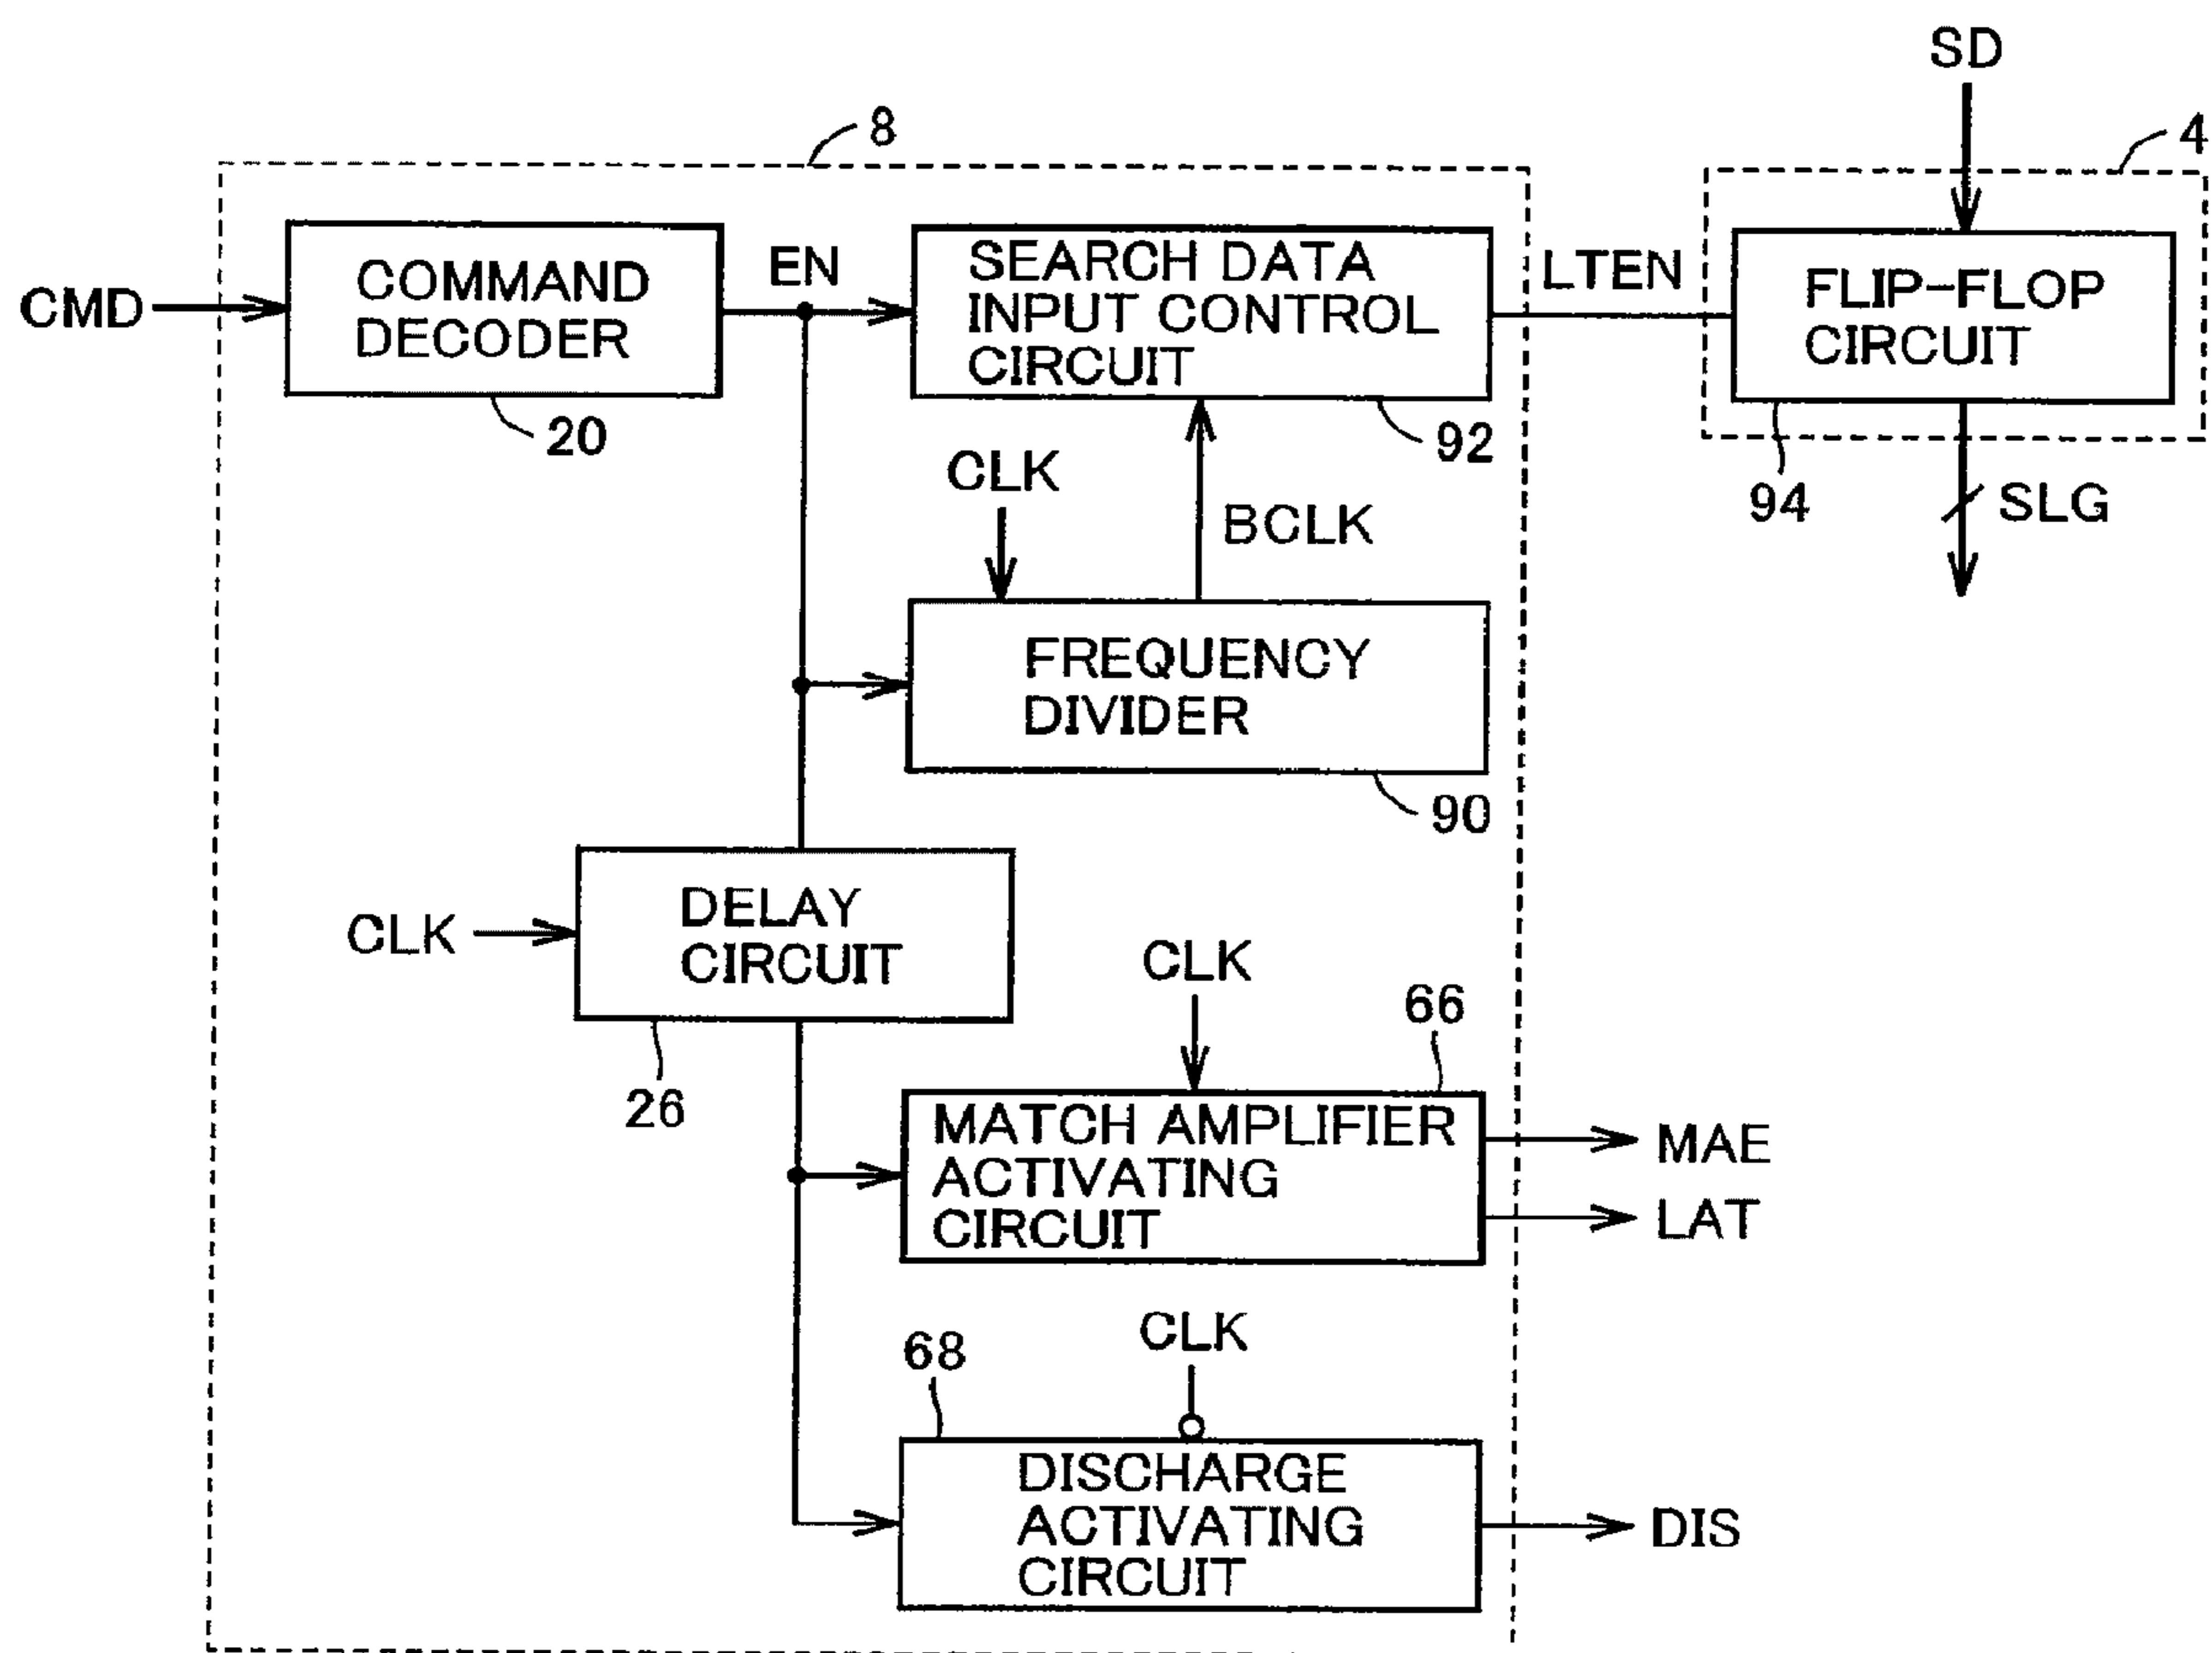 SD
8
4
CMD
COMMAND
DECODER
EN
SEARCH DATA
INPUT CONTROL
CIRCUIT
LTEN
FLIP-FLOP
CIRCUIT
20
92
94
SLG
CLK
BCLK
FREQUENCY
DIVIDER
90
CLK
DELAY
CIRCUIT
26
CLK
66
MATCH AMPLIFIER
ACTIVATING
CIRCUIT
MAE
LAT
CLK
68
DISCHARGE
ACTIVATING
CIRCUIT
DIS